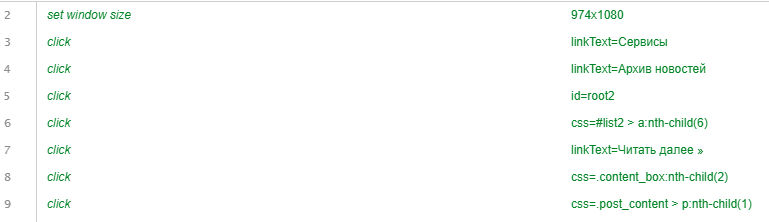 2 set window size 974x1080
3 click linkText=Сервисы
4 click linkText=Архив новостей
5 click id=root2
6 click css=#list2 > a:nth-child(6)
7 click linkText=Читать далее »
8 click css=.content_box:nth-child(2)
9 click css=.post_content > p:nth-child(1)